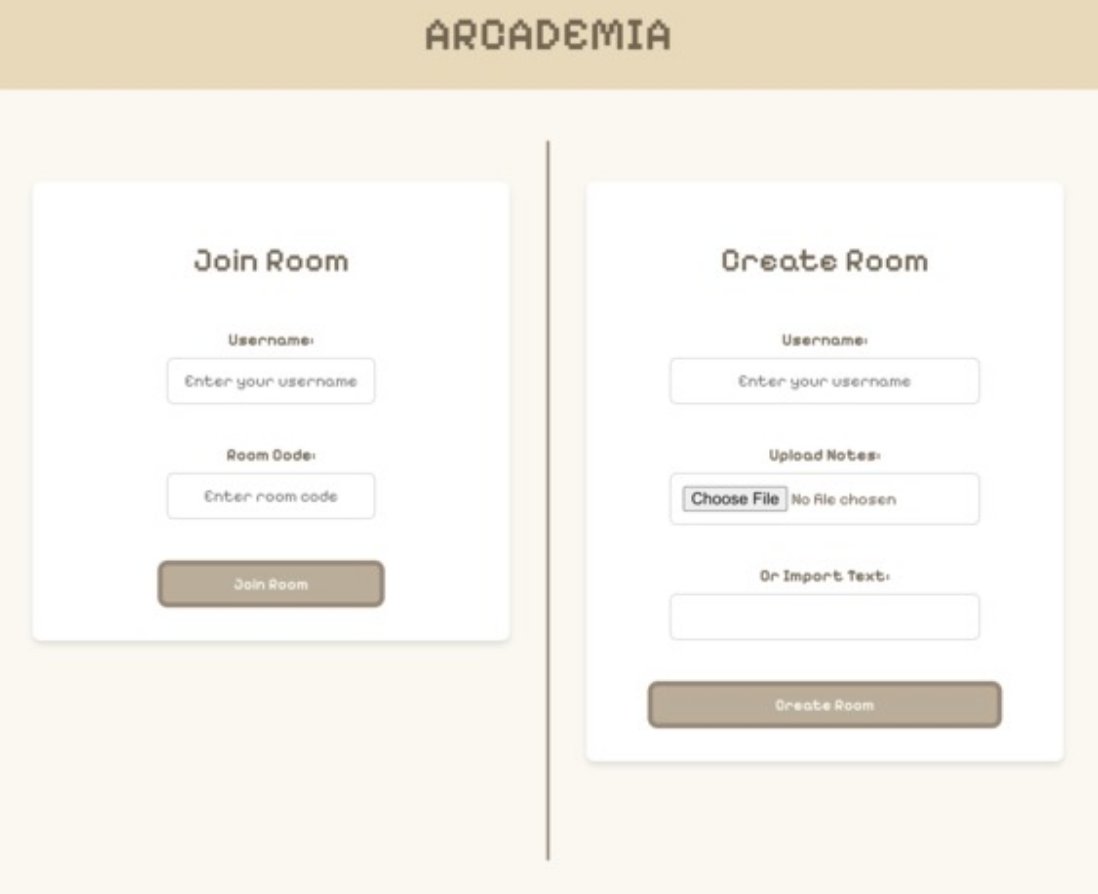 ARCADEMIA
Join Room
Username:
Enter your username
Room Code:
Enter room code
Join Room
Create Room
Username:
Enter your username
Upload Notes:
Choose File No file chosen
Or Import Text:
Create Room